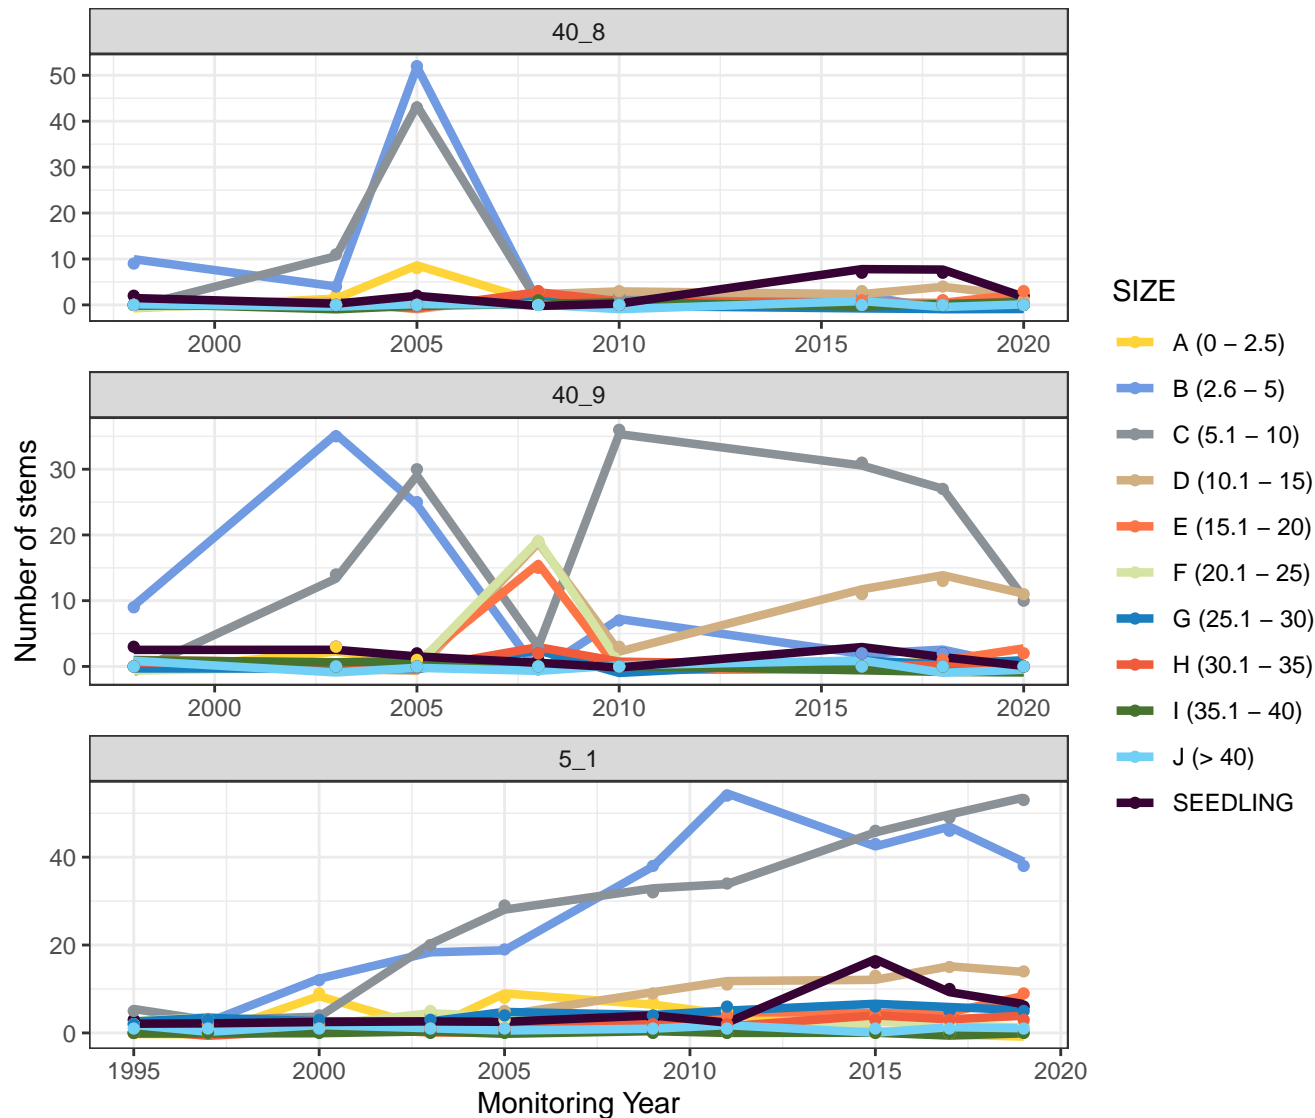 40_8
50
40
30
20
10
0
2000 2005 2010 2015 2020
40_9
30
20
10
0
2000 2005 2010 2015 2020
5_1
40
20
0
1995 2000 2005 2010 2015 2020
Number of stems
Monitoring Year
SIZE
A (0 − 2.5)
B (2.6 − 5)
C (5.1 − 10)
D (10.1 − 15)
E (15.1 − 20)
F (20.1 − 25)
G (25.1 − 30)
H (30.1 − 35)
I (35.1 − 40)
J (> 40)
SEEDLING